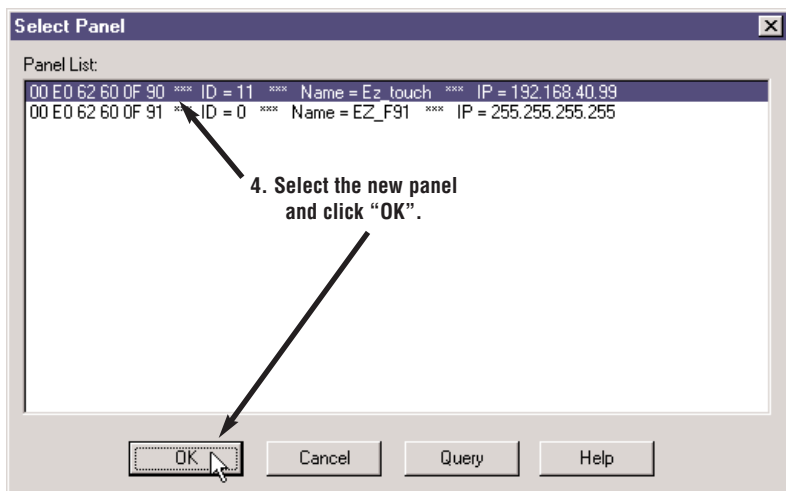 Select Panel
Panel List:
00 E0 62 60 0F 90 *** ID = 11 *** Name = Ez_touch *** IP = 192.168.40.99
00 E0 62 60 0F 91 *** ID = 0 *** Name = EZ_F91 *** IP = 255.255.255.255
4. Select the new panel
and click “OK”.
OK Cancel Query Help